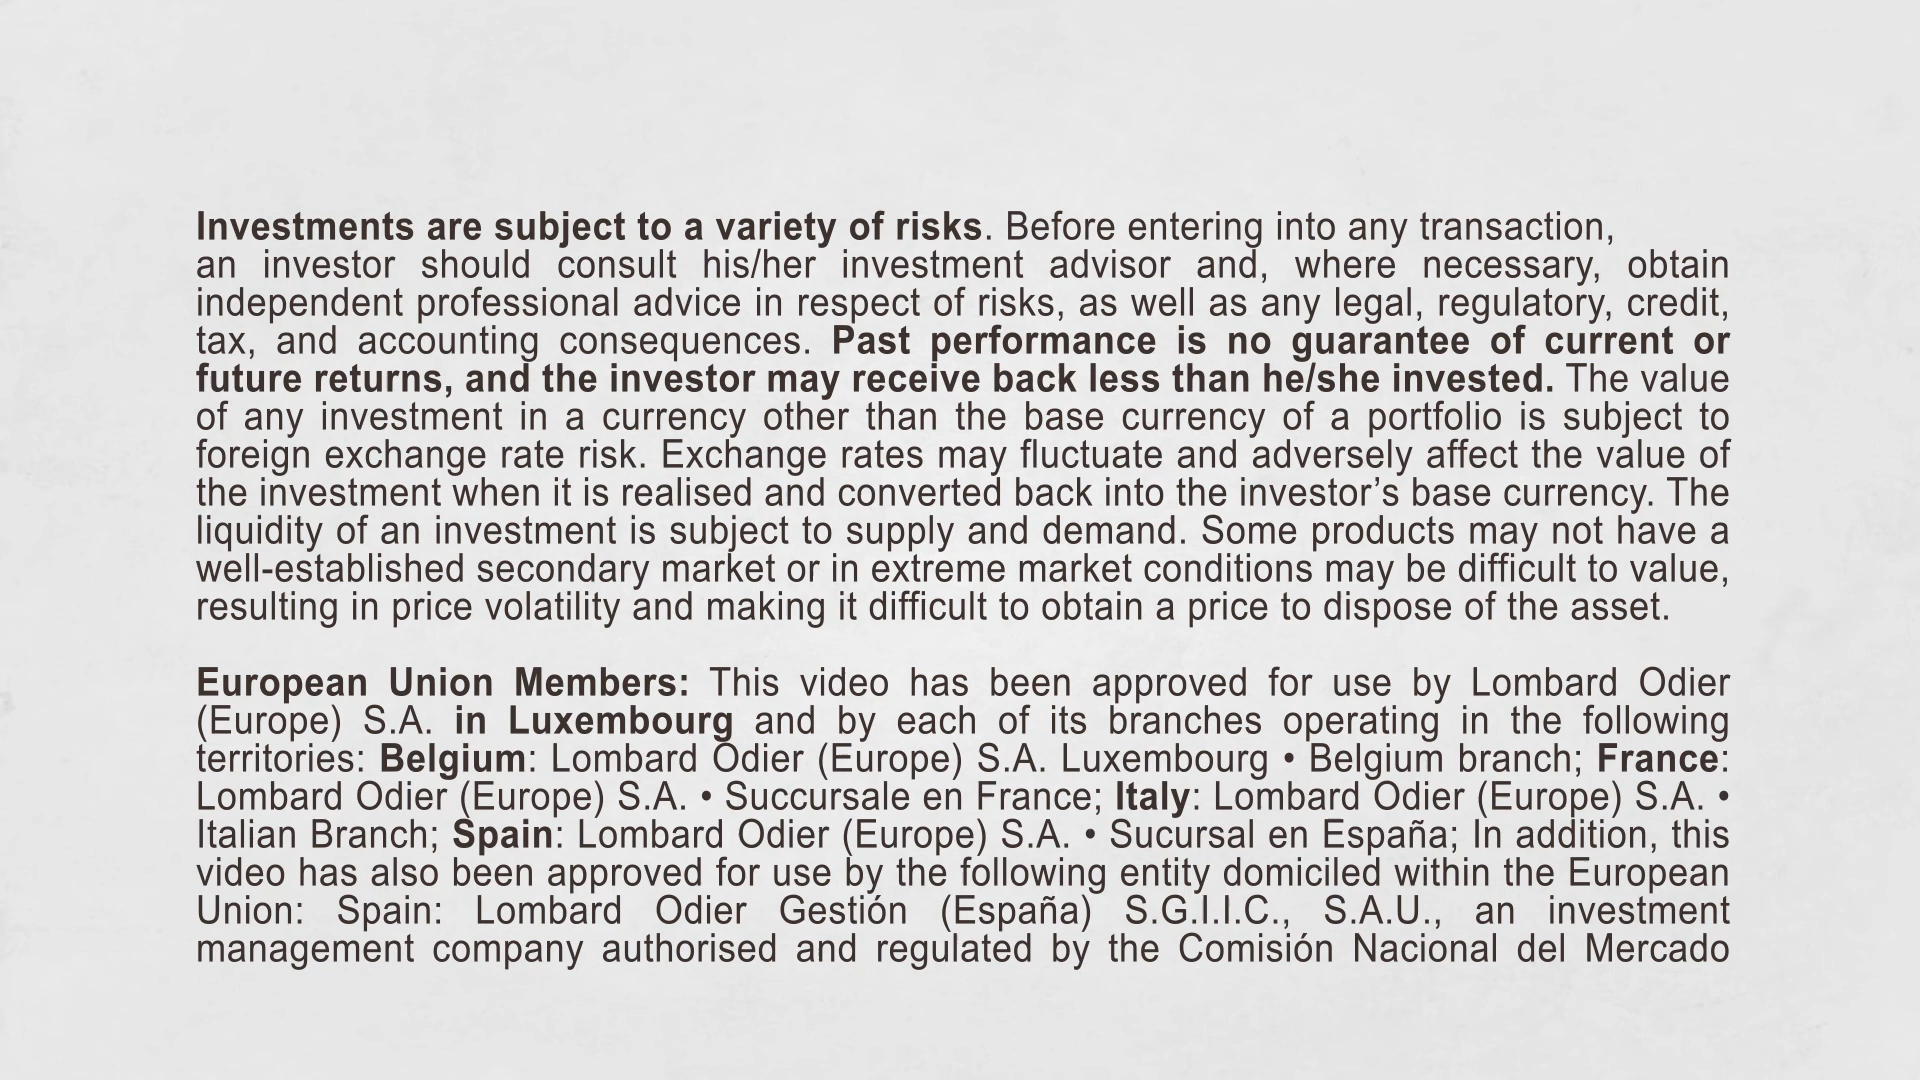 Investments are subject to a variety of risks. Before entering into any transaction,
an investor should consult his/her investment advisor and, where necessary, obtain
independent professional advice in respect of risks, as well as any legal, regulatory, credit,
tax, and accounting consequences. Past performance is no guarantee of current or
future returns, and the investor may receive back less than he/she invested. The value
of any investment in a currency other than the base currency of a portfolio is subject to
foreign exchange rate risk. Exchange rates may fluctuate and adversely affect the value of
the investment when it is realised and converted back into the investor’s base currency. The
liquidity of an investment is subject to supply and demand. Some products may not have a
well-established secondary market or in extreme market conditions may be difficult to value,
resulting in price volatility and making it difficult to obtain a price to dispose of the asset.
European Union Members: This video has been approved for use by Lombard Odier
(Europe) S.A. in Luxembourg and by each of its branches operating in the following
territories: Belgium: Lombard Odier (Europe) S.A. Luxembourg • Belgium branch; France:
Lombard Odier (Europe) S.A. • Succursale en France; Italy: Lombard Odier (Europe) S.A. •
Italian Branch; Spain: Lombard Odier (Europe) S.A. • Sucursal en España; In addition, this
video has also been approved for use by the following entity domiciled within the European
Union: Spain: Lombard Odier Gestión (España) S.G.I.I.C., S.A.U., an investment
management company authorised and regulated by the Comisión Nacional del Mercado